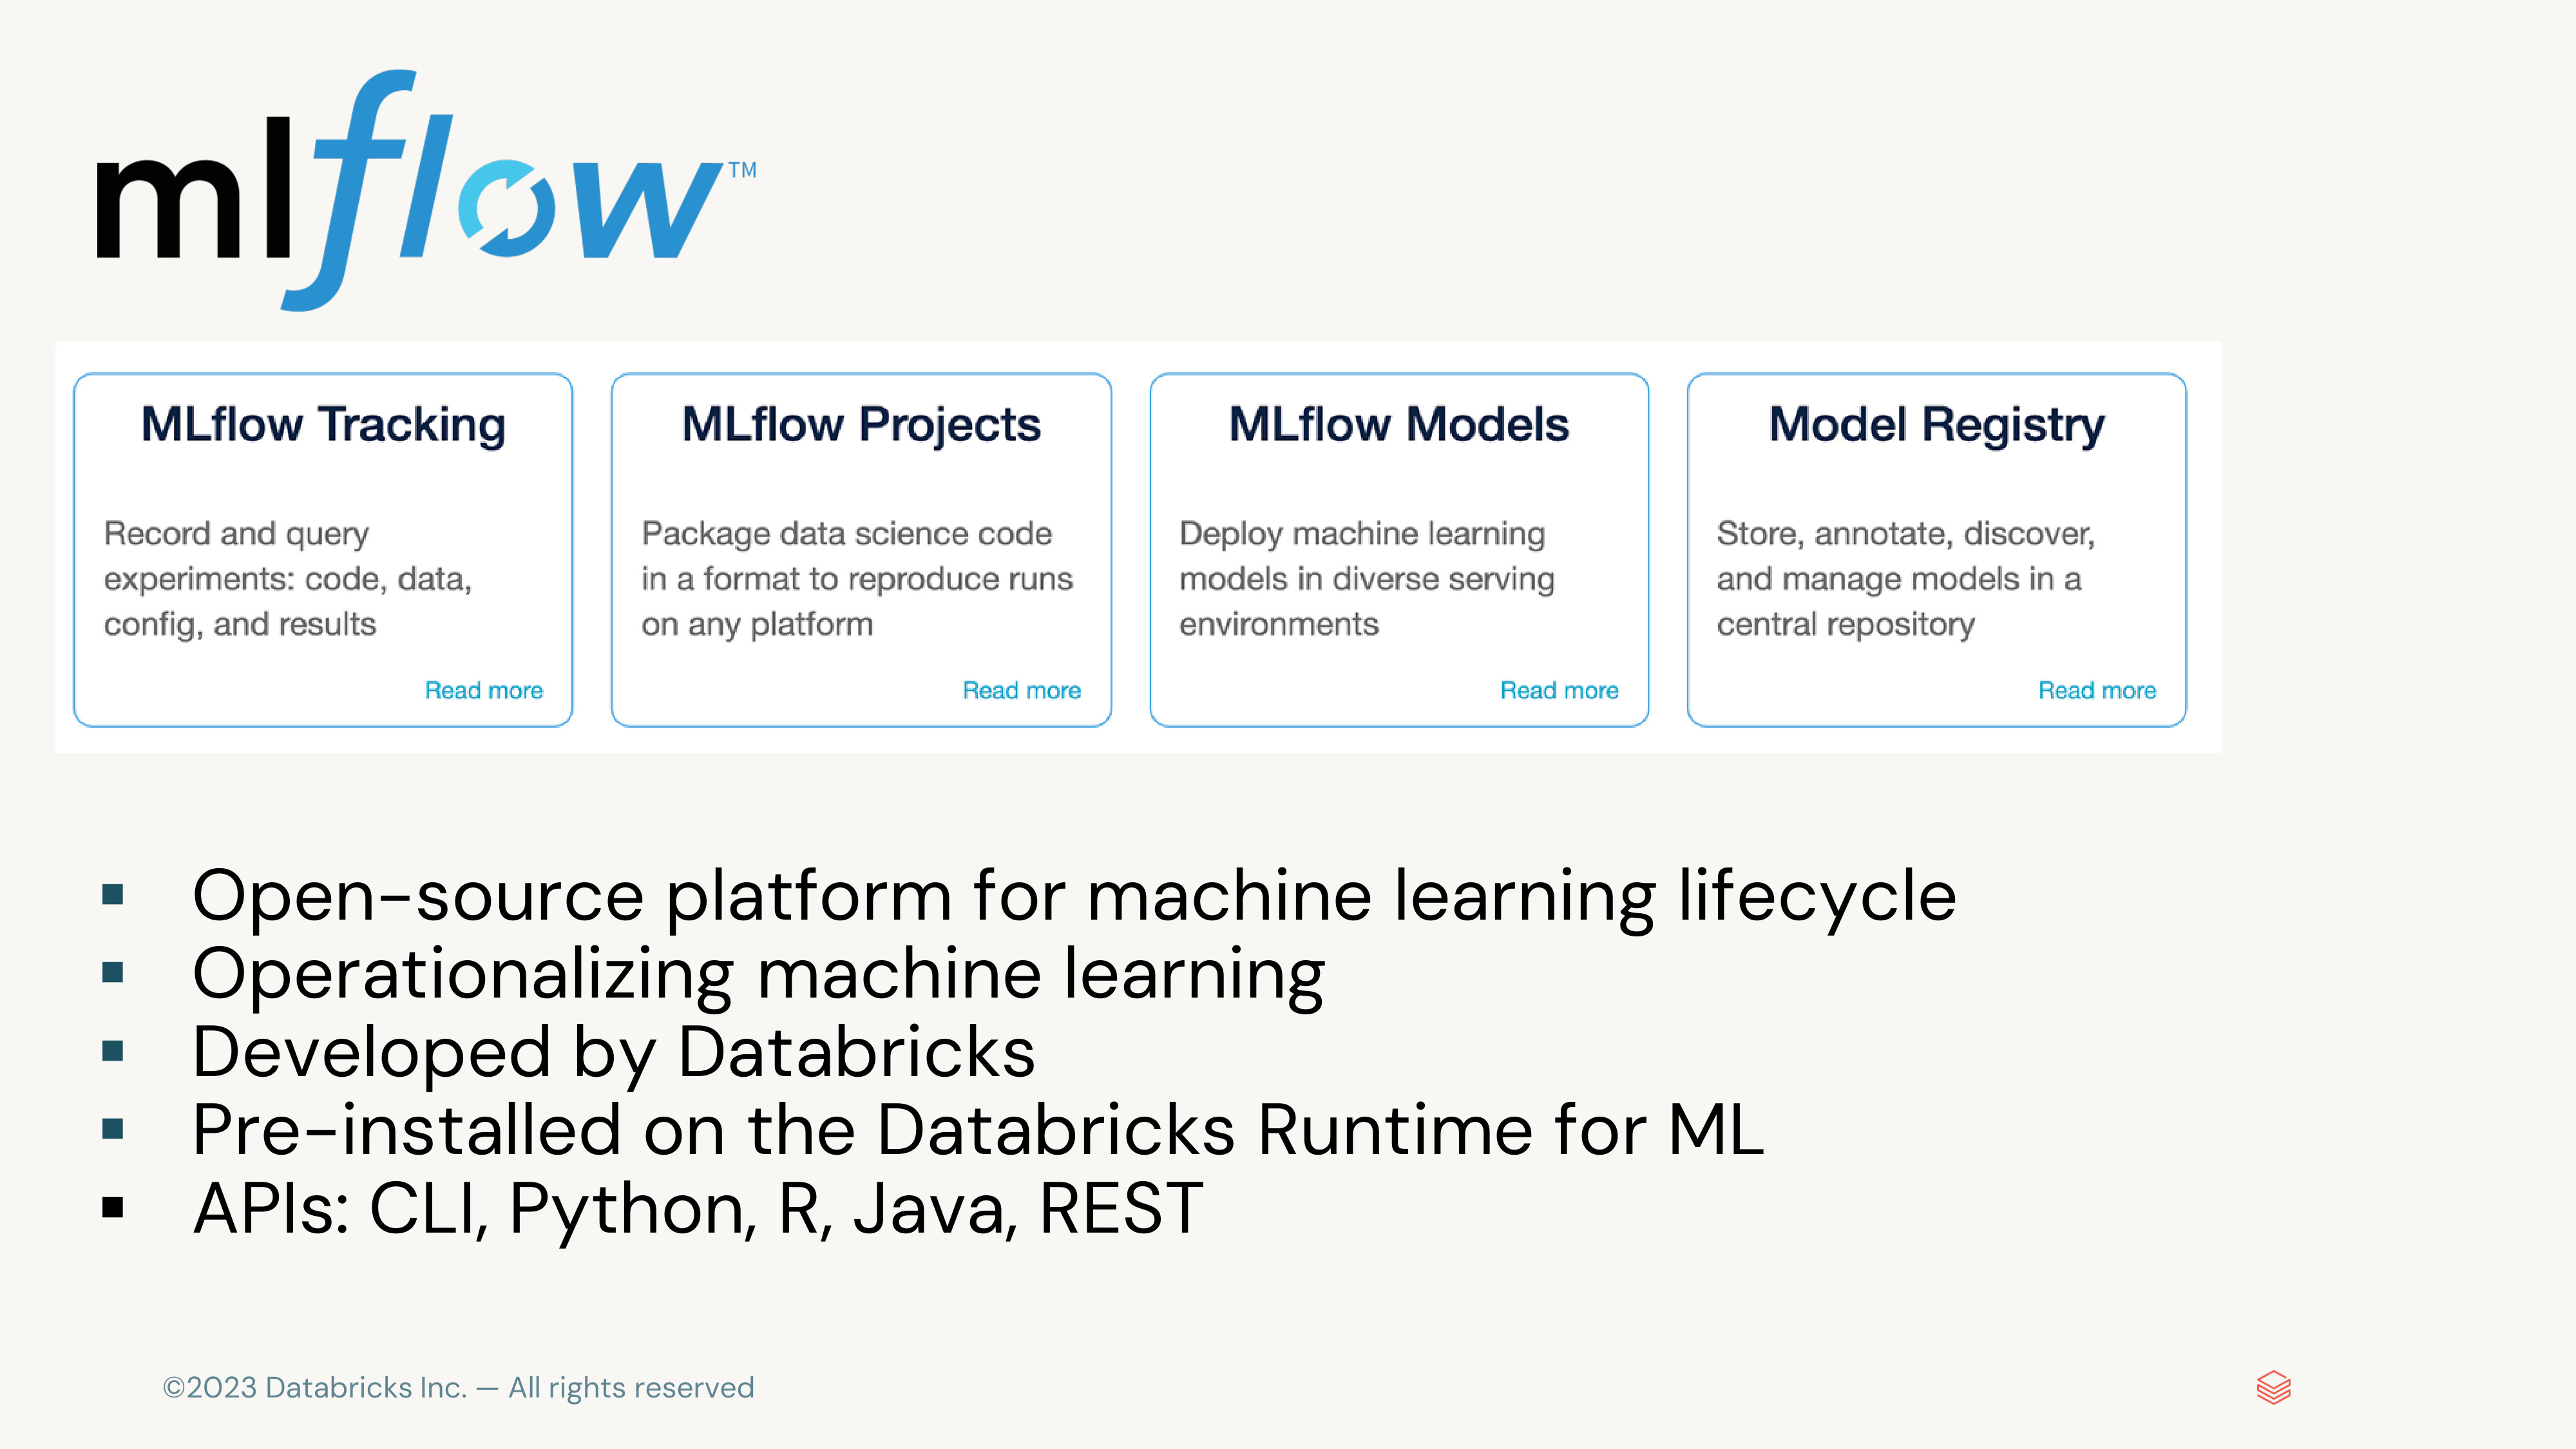 mlflow™
MLflow Tracking
Record and query
experiments: code, data,
config, and results
Read more
MLflow Projects
Package data science code
in a format to reproduce runs
on any platform
Read more
MLflow Models
Deploy machine learning
models in diverse serving
environments
Read more
Model Registry
Store, annotate, discover,
and manage models in a
central repository
Read more
▪ Open-source platform for machine learning lifecycle
▪ Operationalizing machine learning
▪ Developed by Databricks
▪ Pre-installed on the Databricks Runtime for ML
▪ APIs: CLI, Python, R, Java, REST
©2023 Databricks Inc. — All rights reserved